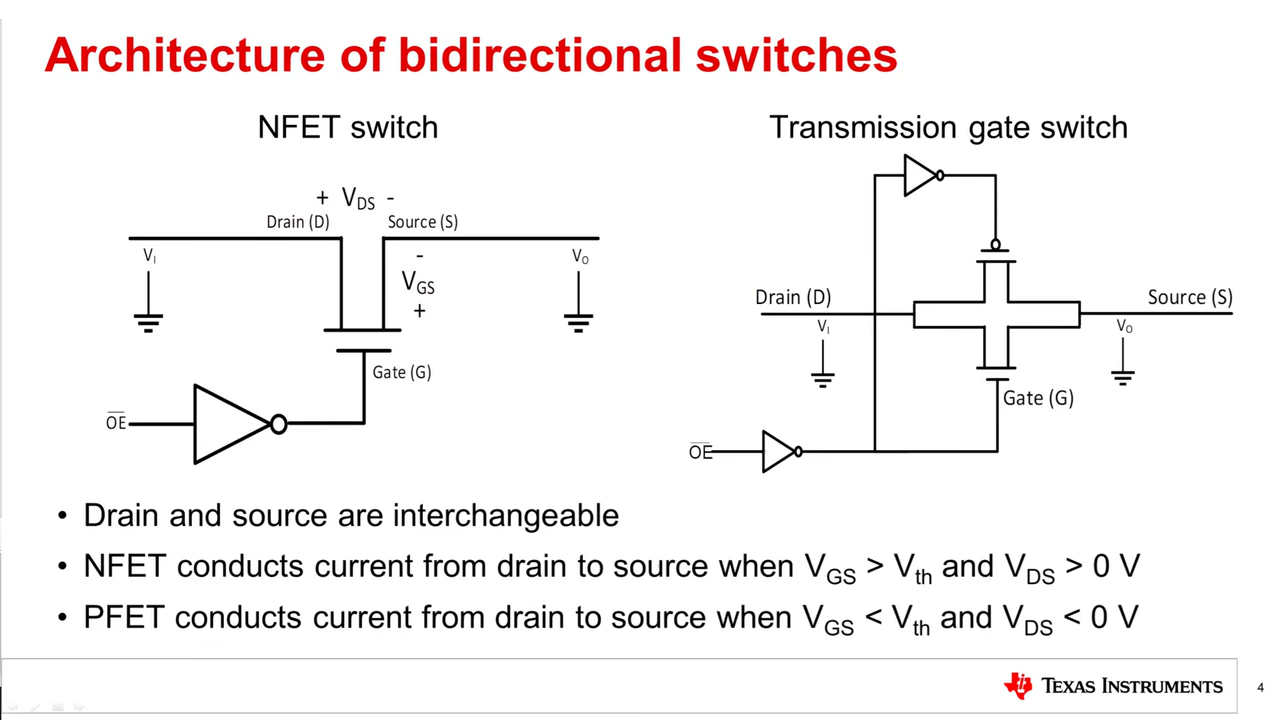 Architecture of bidirectional switches
NFET switch
+ VDS -
Drain (D)
Source (S)
VI
-
VGS
+
VO
Gate (G)
OE
Transmission gate switch
Drain (D)
Source (S)
VI
VO
Gate (G)
OE
• Drain and source are interchangeable
• NFET conducts current from drain to source when VGS > Vth and VDS > 0 V
• PFET conducts current from drain to source when VGS < Vth and VDS < 0 V
TEXAS INSTRUMENTS
4